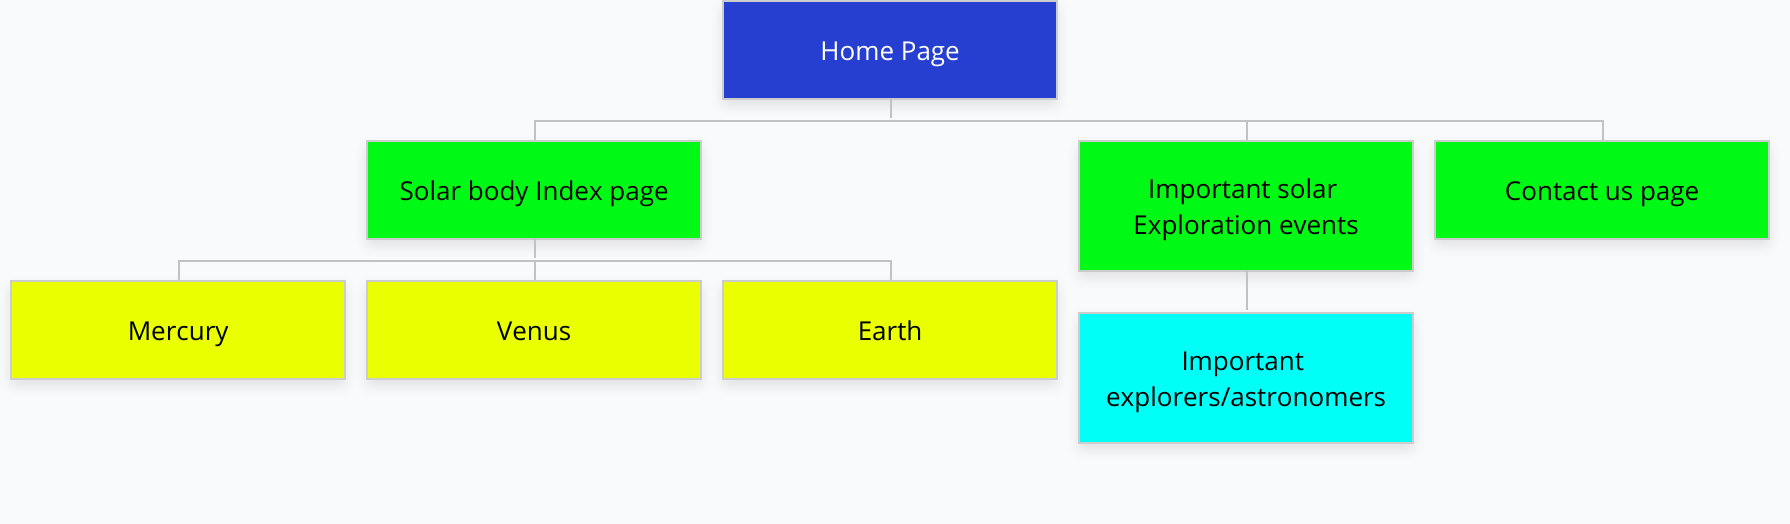 Home Page
Solar body Index page
Important solar
Exploration events
Contact us page
Mercury
Venus
Earth
Important
explorers/astronomers